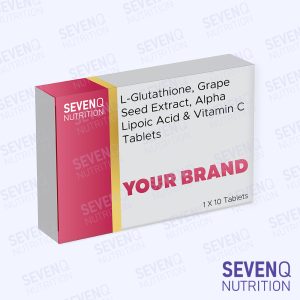 SEVENQ
NUTRITION
L-Glutathione, Grape
Seed Extract, Alpha
Lipoic Acid & Vitamin C
Tablets
YOUR BRAND
1 X 10 Tablets
SEVENQ
NUTRITION